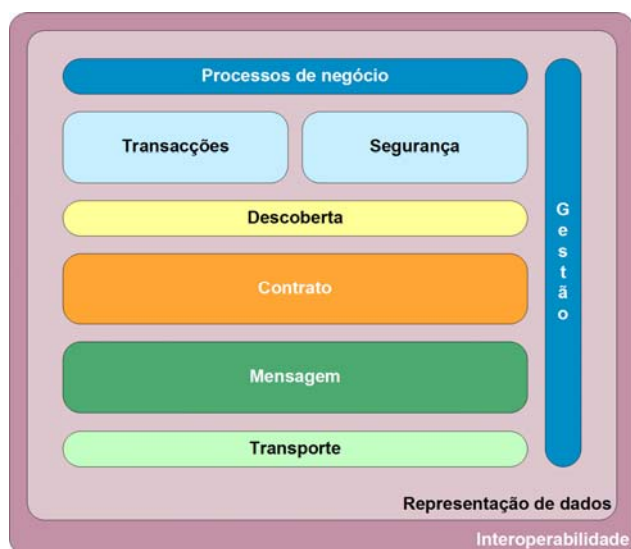 Processos de negócio
Transacções
Segurança
Descoberta
Contrato
Mensagem
Transporte
Gestão
Representação de dados
Interoperabilidade